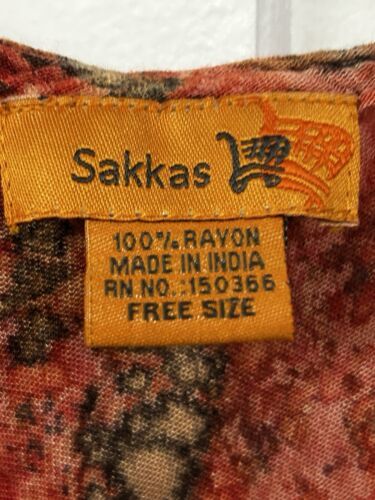 Sakkas
100% RAYON
MADE IN INDIA
RN NO.:150366
FREE SIZE